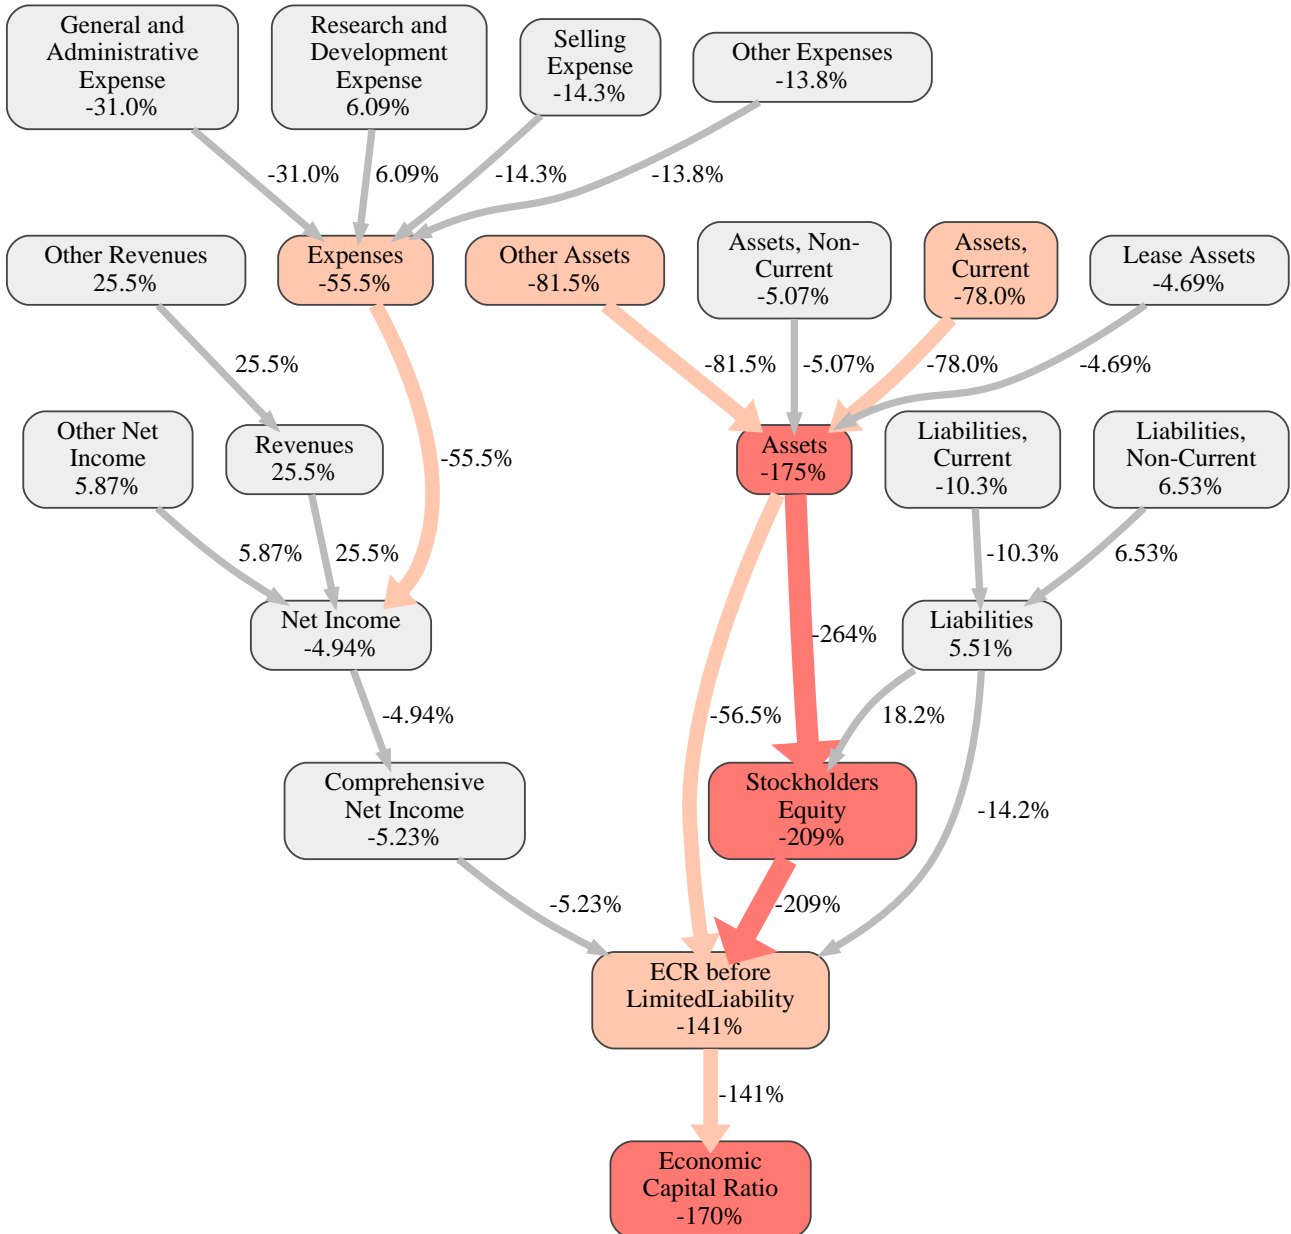 General and
Administrative
Expense
-31.0%
Research and
Development
Expense
6.09%
Selling
Expense
-14.3%
Other Expenses
-13.8%
-31.0%
6.09%
-14.3%
-13.8%
Other Revenues
25.5%
Expenses
-55.5%
Other Assets
-81.5%
Assets, Non-
Current
-5.07%
Assets,
Current
-78.0%
Lease Assets
-4.69%
25.5%
-81.5%
-5.07%
-78.0%
-4.69%
Other Net
Income
5.87%
Revenues
25.5%
-55.5%
Assets
-175%
Liabilities,
Current
-10.3%
Liabilities,
Non-Current
6.53%
5.87%
25.5%
-10.3%
6.53%
Net Income
-4.94%
-264%
Liabilities
5.51%
-4.94%
-56.5%
18.2%
Comprehensive
Net Income
-5.23%
Stockholders
Equity
-209%
-14.2%
-5.23%
-209%
ECR before
LimitedLiability
-141%
-141%
Economic
Capital Ratio
-170%